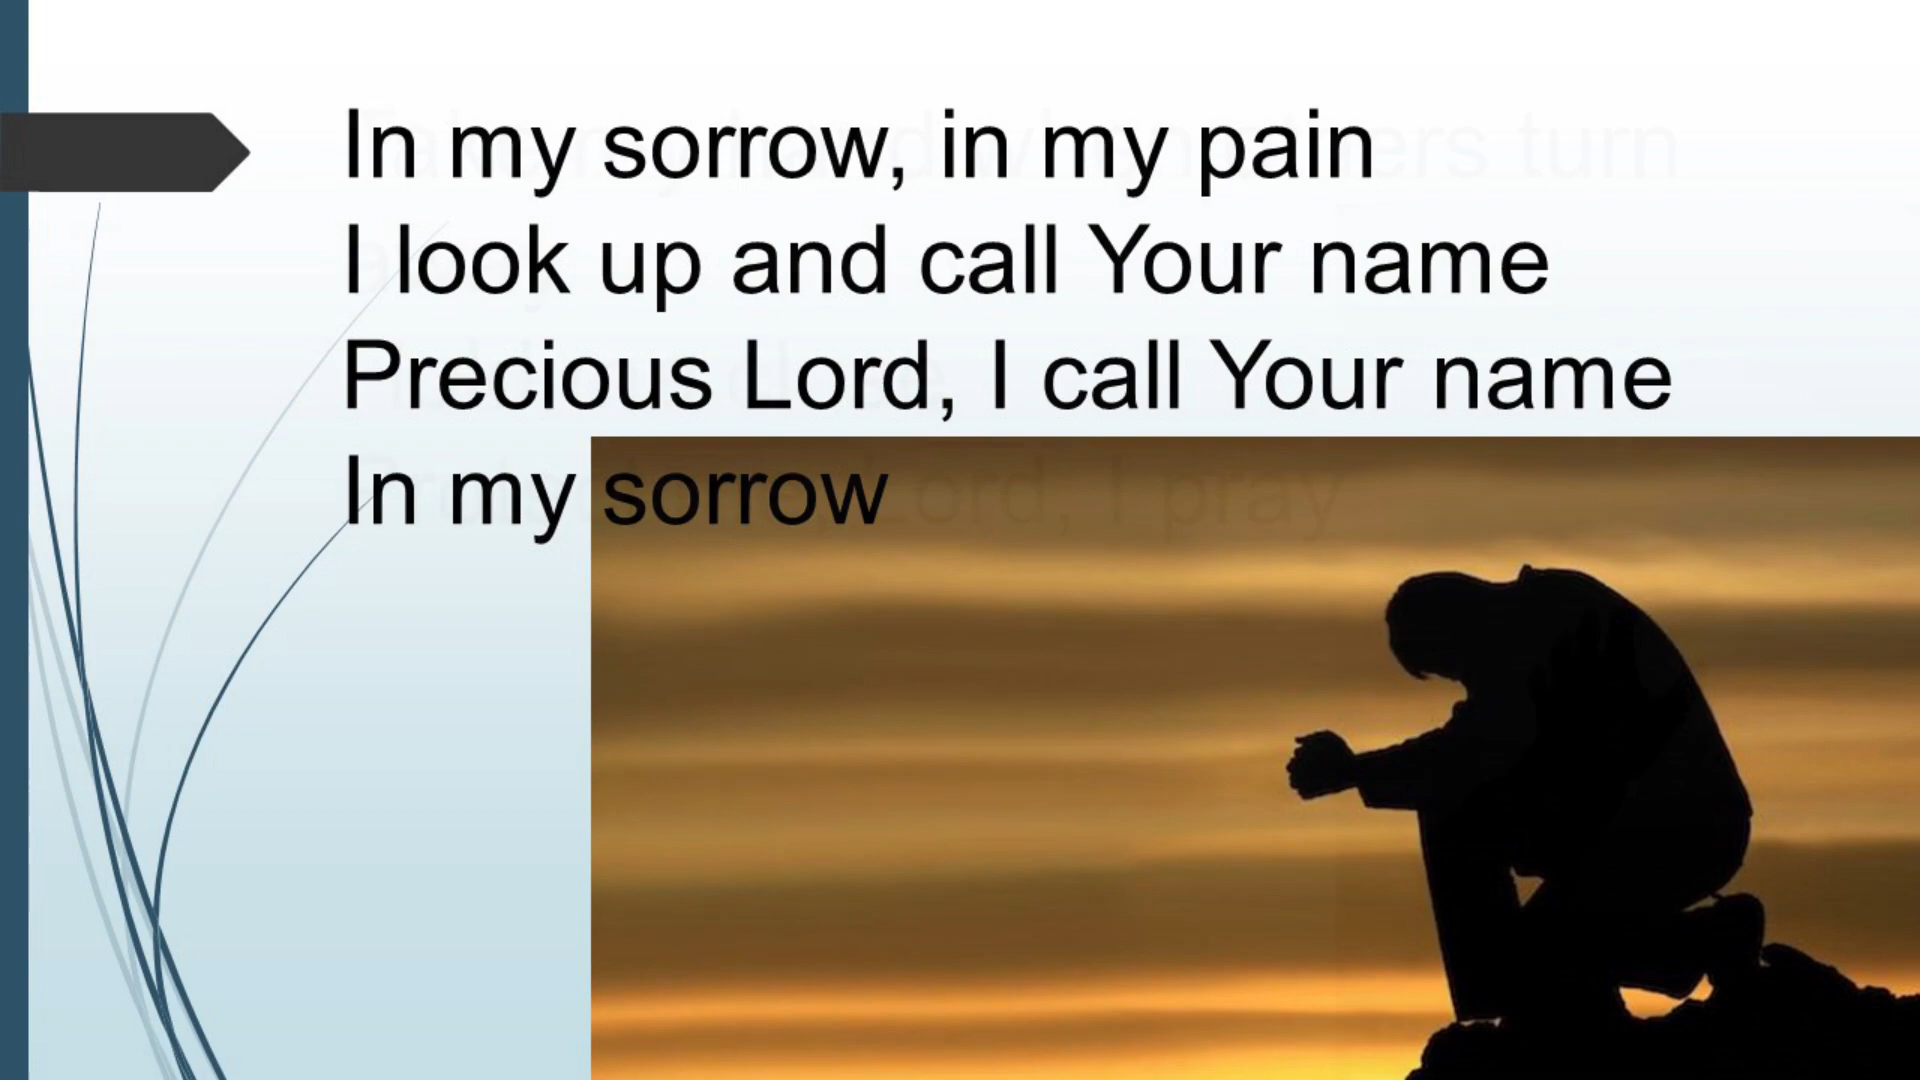 In my sorrow, in my pain
I look up and call Your name
Precious Lord, I call Your name
In my sorrow